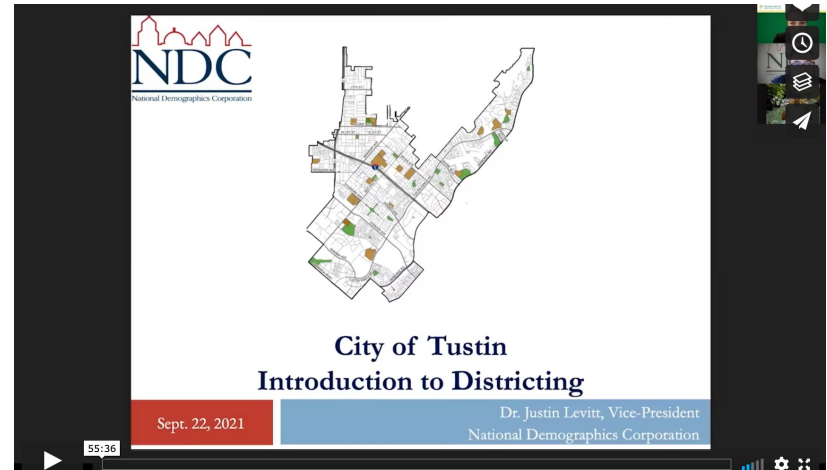 NDC
National Demographics Corporation
City of Tustin
Introduction to Districting
Sept. 22, 2021
Dr. Justin Levitt, Vice-President
National Demographics Corporation
55:36